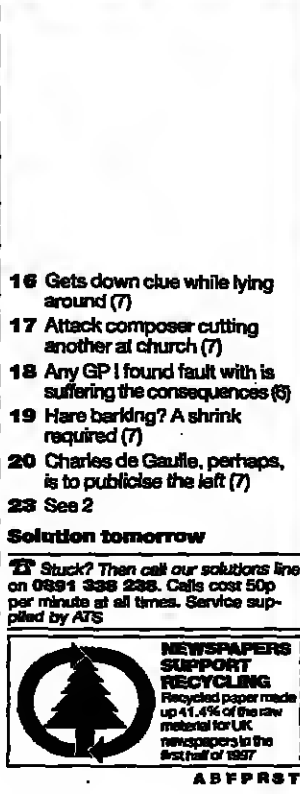 16 Gets down clue while lying
around (7)
17 Attack composer cutting
another at church (7)
18 Any GP I found fault with is
suffering the consequences (6)
19 Hare barking? A shrink
required (7)
20 Charles de Gaulle, perhaps,
is to publicise the left (7)
23 See 2
Solution tomorrow
☎ Stuck? Then call our solutions line
on 0891 338 238. Calls cost 50p
per minute at all times. Service sup-
plied by ATS
NEWSPAPERS
SUPPORT
RECYCLING
Recycled paper made
up 41.4% of the raw
material for UK
newspapers in the
first half of 1997
A B F P R S T